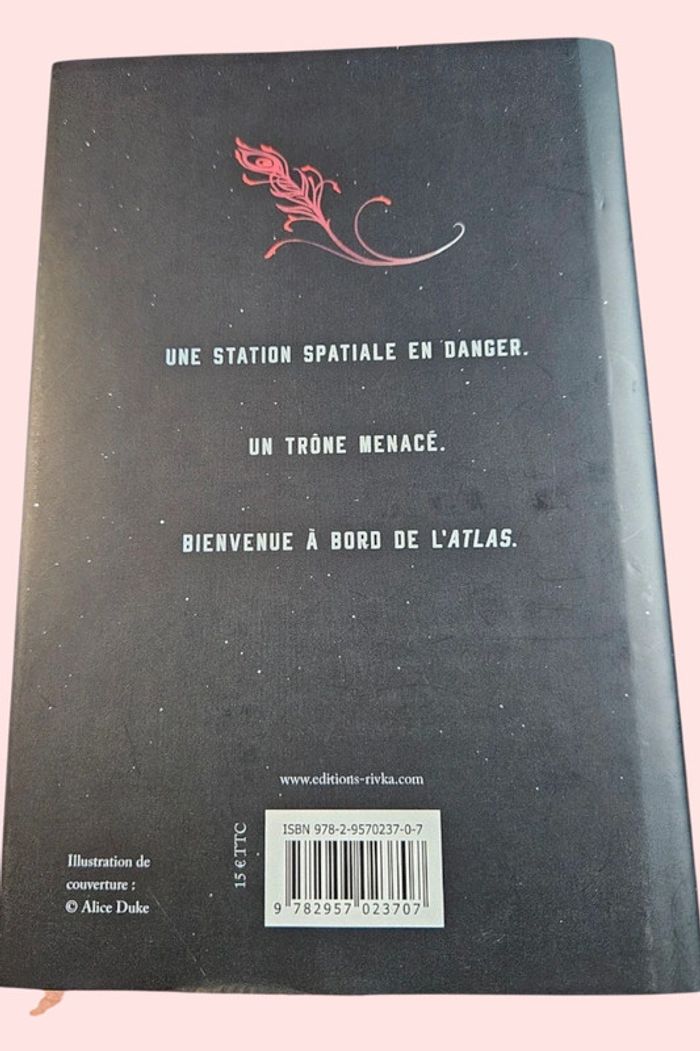 UNE STATION SPATIALE EN DANGER.
UN TRÔNE MENACÉ.
BIENVENUE À BORD DE L'ATLAS.
www.editions-rivka.com
Illustration de
couverture :
© Alice Duke
15 € TTC
ISBN 978-2-9570237-0-7
9 782957 023707